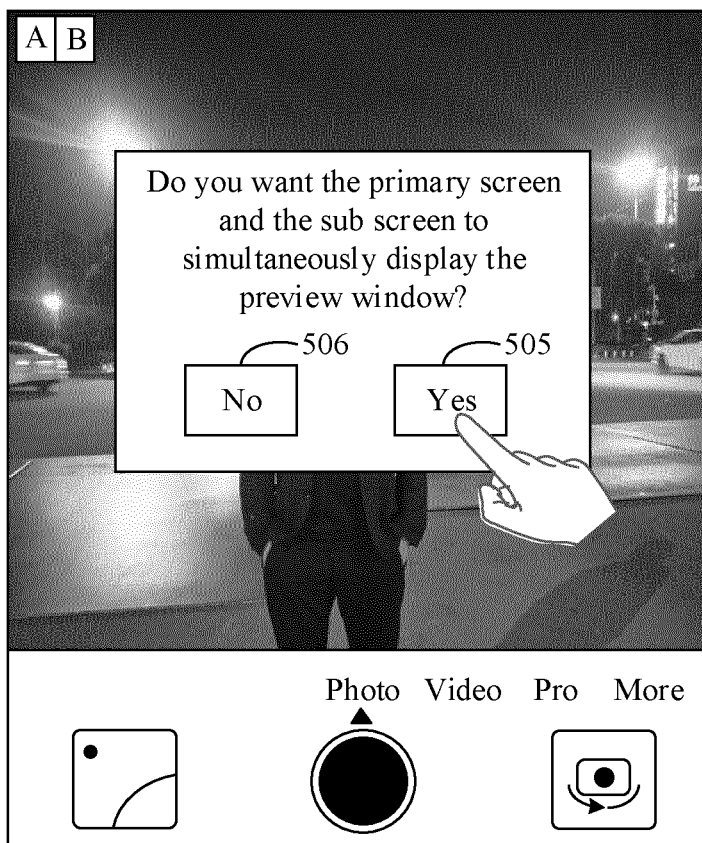 A B
Do you want the primary screen
and the sub screen to
simultaneously display the
preview window?
506 505
No Yes
Photo Video Pro More